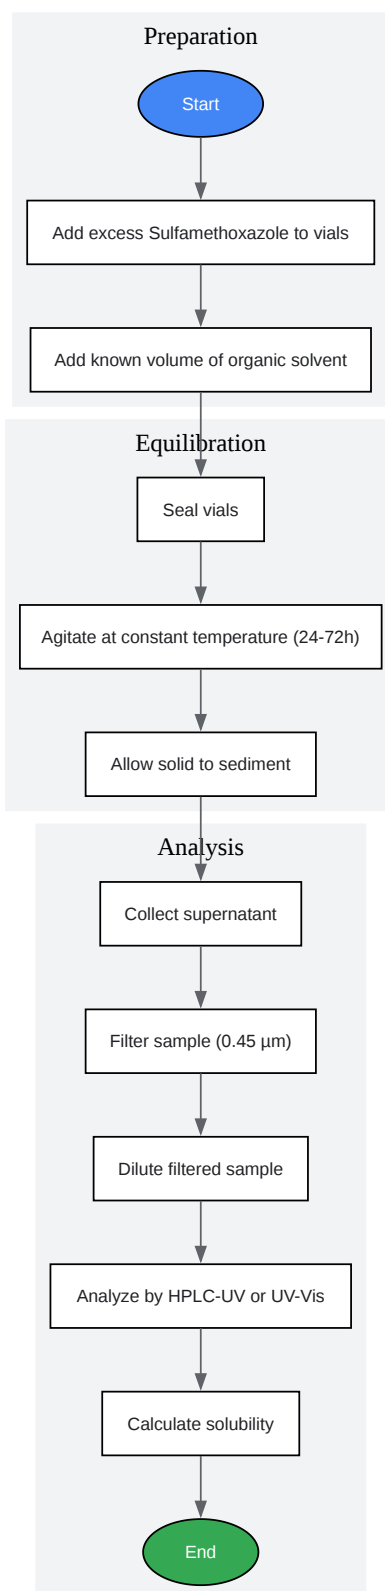 Preparation
Start
Add excess Sulfamethoxazole to vials
Add known volume of organic solvent
Equilibration
Seal vials
Agitate at constant temperature (24-72h)
Allow solid to sediment
Analysis
Collect supernatant
Filter sample (0.45 µm)
Dilute filtered sample
Analyze by HPLC-UV or UV-Vis
Calculate solubility
End